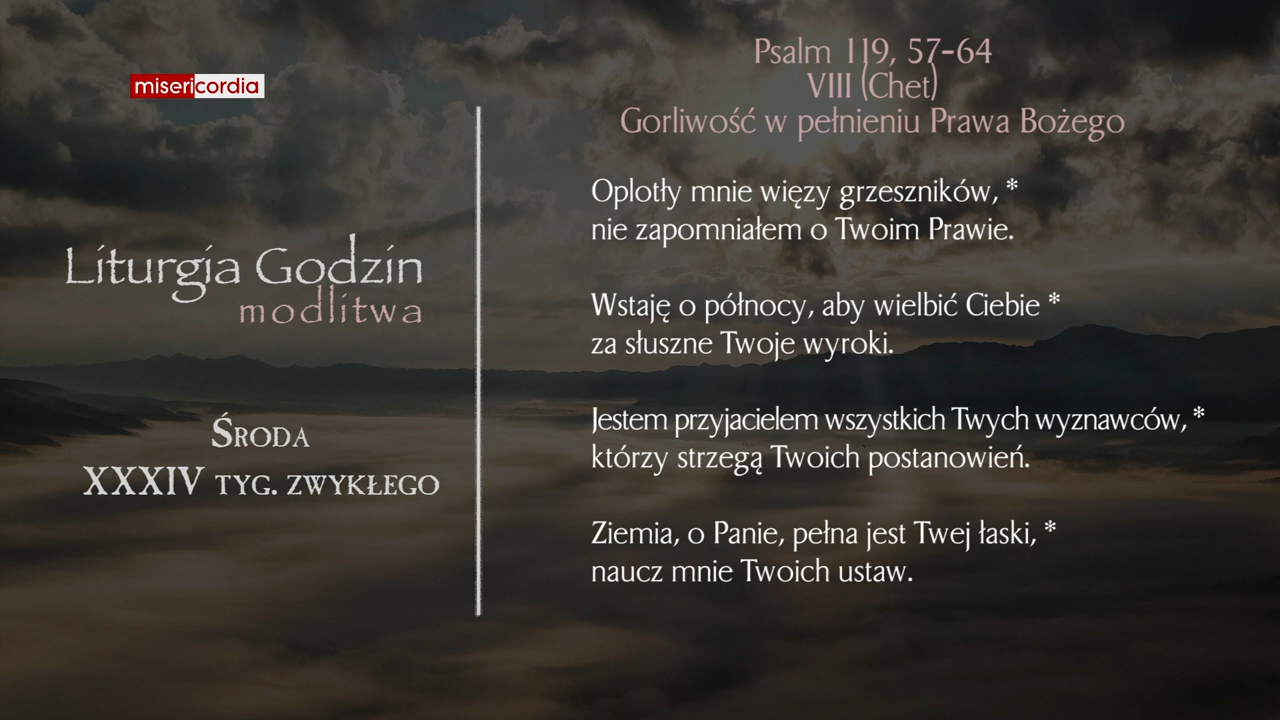 misericordia
Liturgia Godzin
modlitwa
Środa
XXXIV tyg. zwykłego
Psalm 119, 57-64
VIII (Chet)
Gorliwość w pełnieniu Prawa Bożego
Oplotły mnie więzy grzeszników, *
nie zapomniałem o Twoim Prawie.
Wstaję o północy, aby wielbić Ciebie *
za słuszne Twoje wyroki.
Jestem przyjacielem wszystkich Twych wyznawców, *
którzy strzegą Twoich postanowień.
Ziemia, o Panie, pełna jest Twej łaski, *
naucz mnie Twoich ustaw.